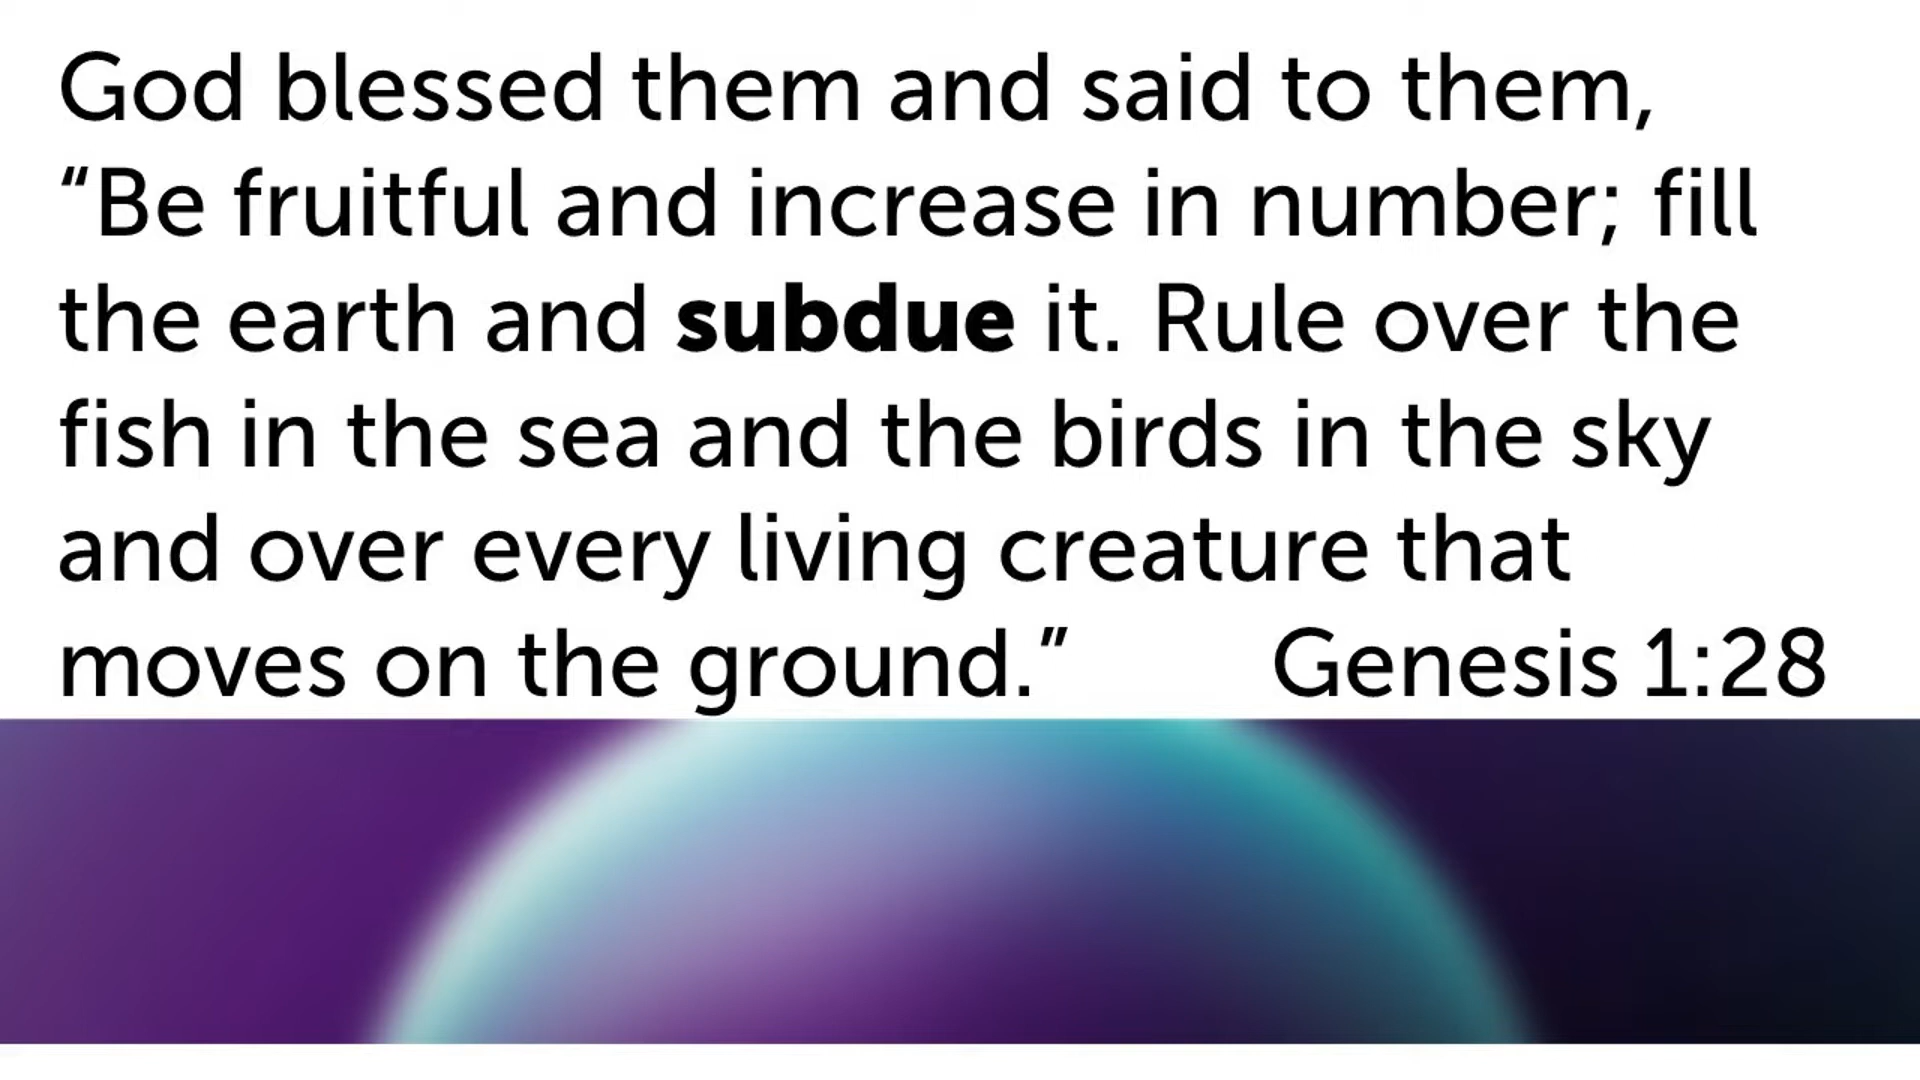 God blessed them and said to them,
“Be fruitful and increase in number; fill
the earth and subdue it. Rule over the
fish in the sea and the birds in the sky
and over every living creature that
moves on the ground.” Genesis 1:28